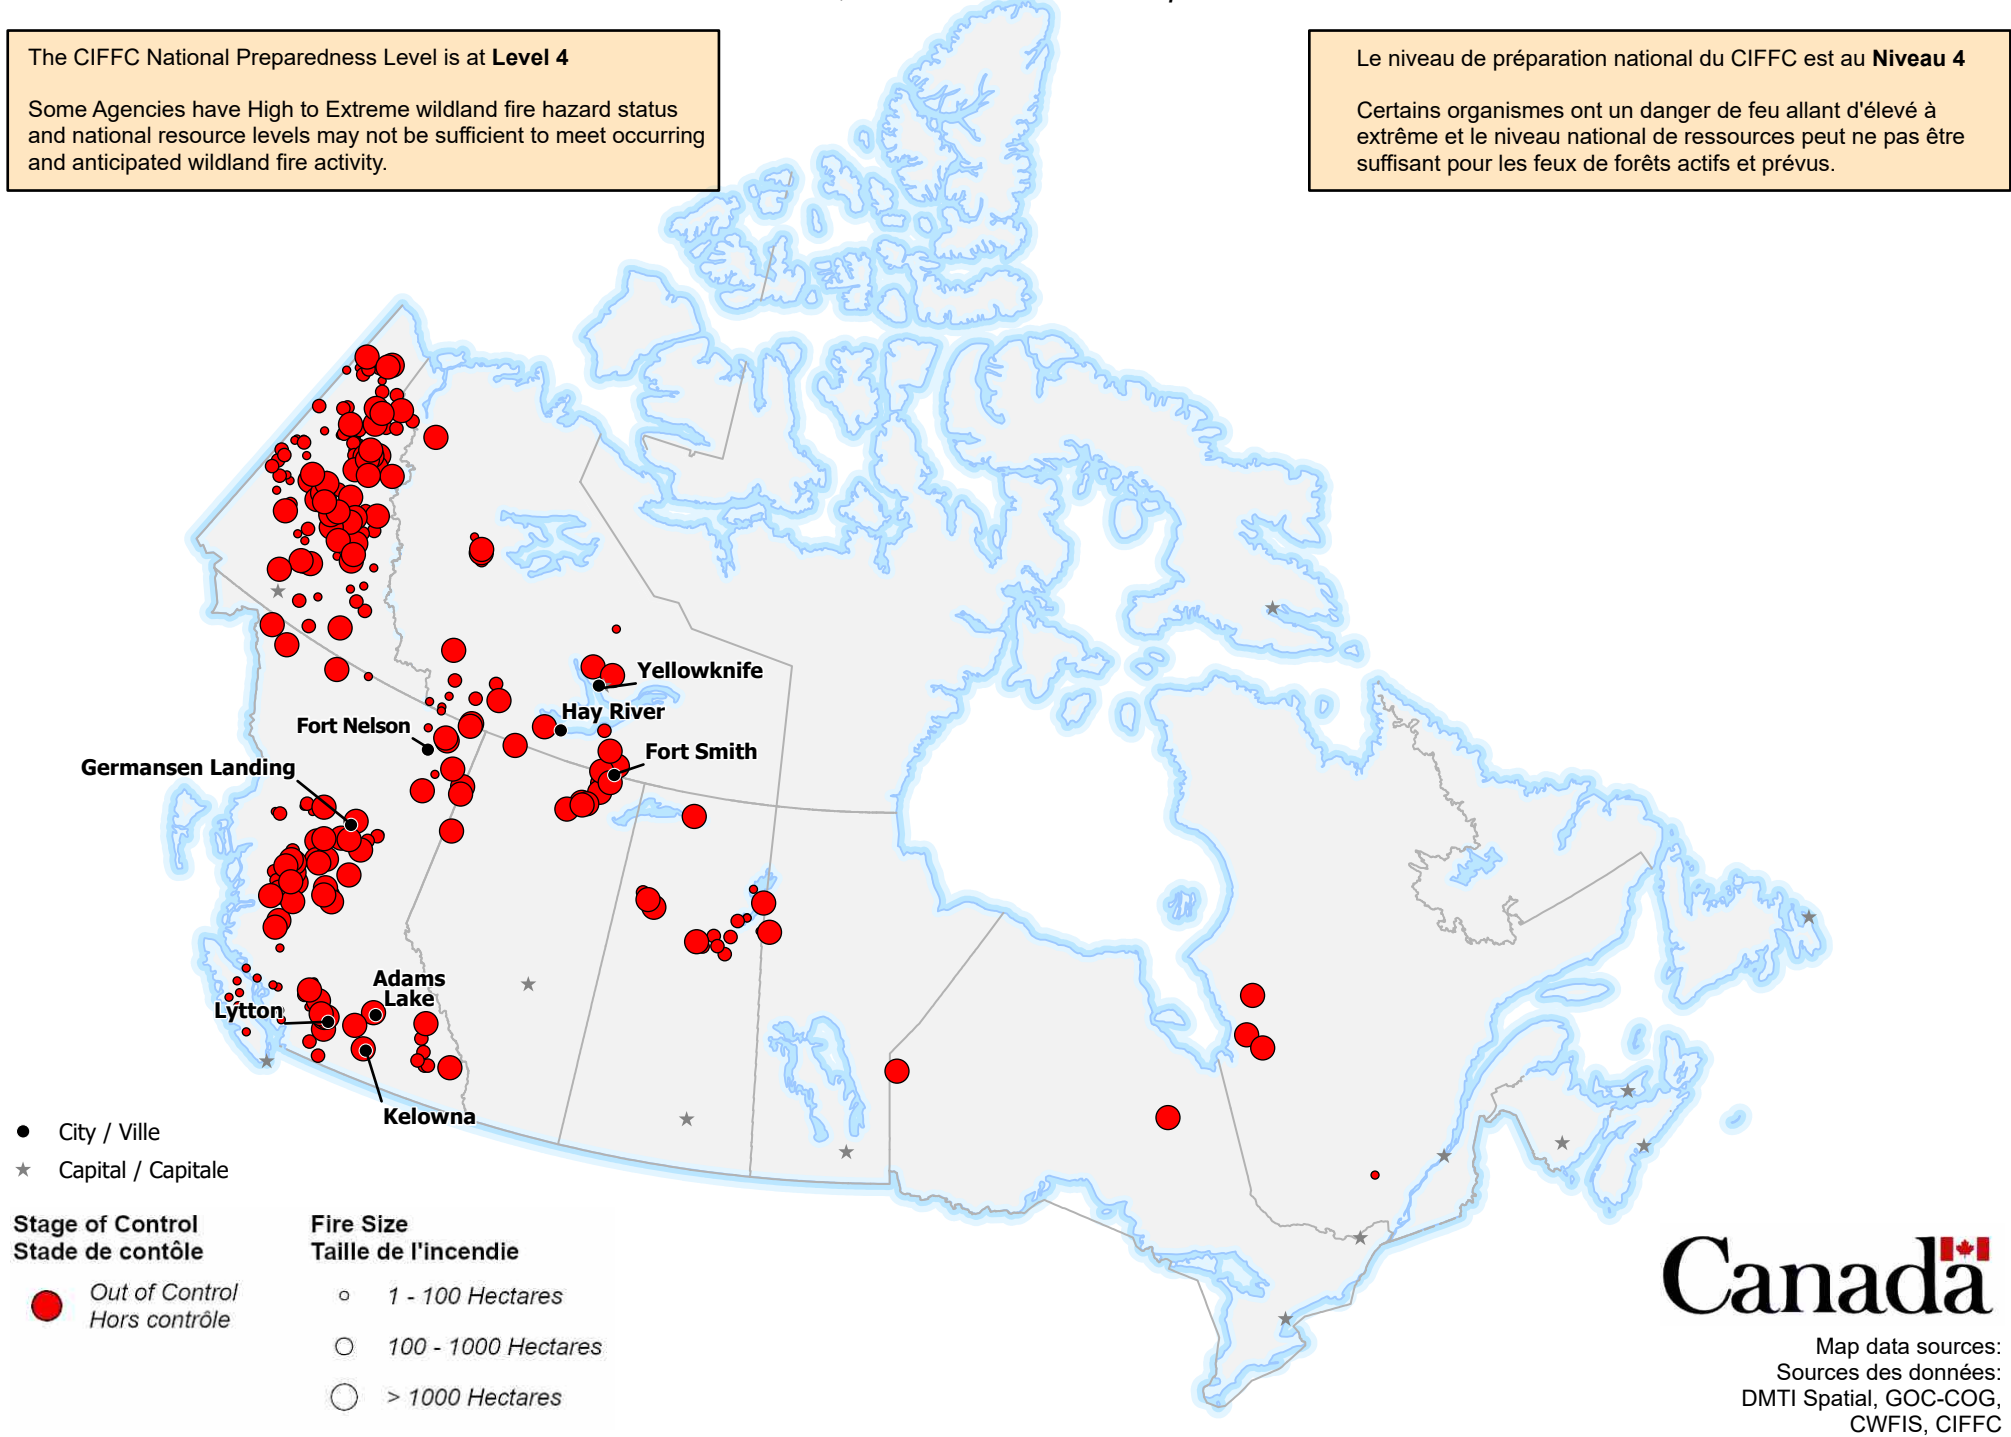 The CIFFC National Preparedness Level is at Level 4
Some Agencies have High to Extreme wildland fire hazard status
and national resource levels may not be sufficient to meet occurring
and anticipated wildland fire activity.
Le niveau de préparation national du CIFFC est au Niveau 4
Certains organismes ont un danger de feu allant d'élevé à
extrême et le niveau national de ressources peut ne pas être
suffisant pour les feux de forêts actifs et prévus.
Yellowknife
Hay River
Fort Nelson
Fort Smith
Germansen Landing
Adams
Lake
Lytton
Kelowna
City / Ville
Capital / Capitale
Stage of Control
Stade de contôle
Out of Control
Hors contrôle
Fire Size
Taille de l'incendie
1 - 100 Hectares
100 - 1000 Hectares
> 1000 Hectares
Canada
Map data sources:
Sources des données:
DMTI Spatial, GOC-COG,
CWFIS, CIFFC